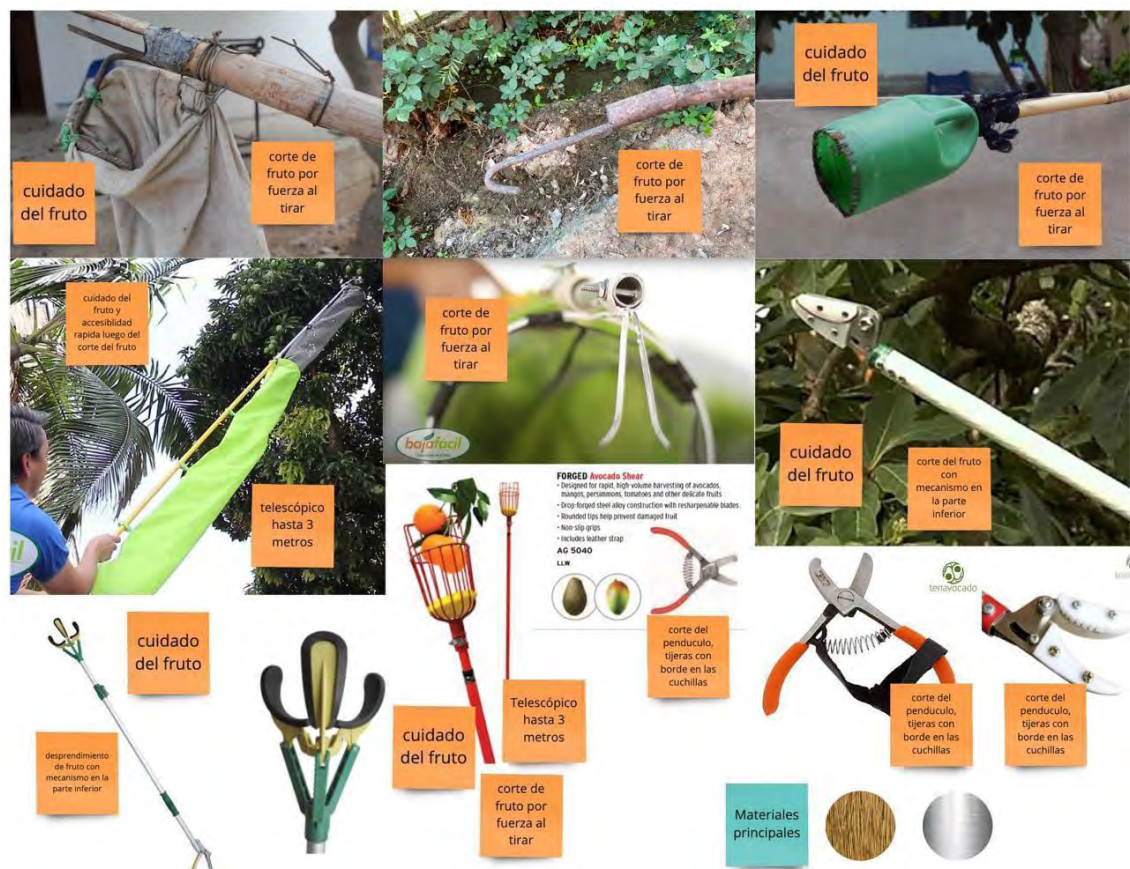 cuidado
del fruto
corte de
fruto por
fuerza al
tirar
corte de
fruto por
fuerza al
tirar
cuidado
del fruto
corte de
fruto por
fuerza al
tirar
cuidado del
fruto y
accesiblidad
rapida luego del
corte del fruto
telescópico
hasta 3
metros
corte de
fruto por
fuerza al
tirar
bajafacil
cuidado
del fruto
corte del fruto
con
mecanismo en
la parte
inferior
FORGED Avocado Shear
• Designed for rapid, high-volume harvesting of avocados,
mangos, persimmons, tomatoes and other delicate fruits
• Drop-forged steel alloy construction with resharpenable blades
• Rounded tips help prevent damaged fruit
• Non-slip grips
• Includes leather strap
AG 5040
LLW
corte del
penduculo,
tijeras con
borde en las
cuchillas
terravocado
corte del
penduculo,
tijeras con
borde en las
cuchillas
corte del
penduculo,
tijeras con
borde en las
cuchillas
cuidado
del fruto
desprendimiento
de fruto con
mecanismo en la
parte inferior
cuidado
del fruto
Telescópico
hasta 3
metros
corte de
fruto por
fuerza al
tirar
Materiales
principales